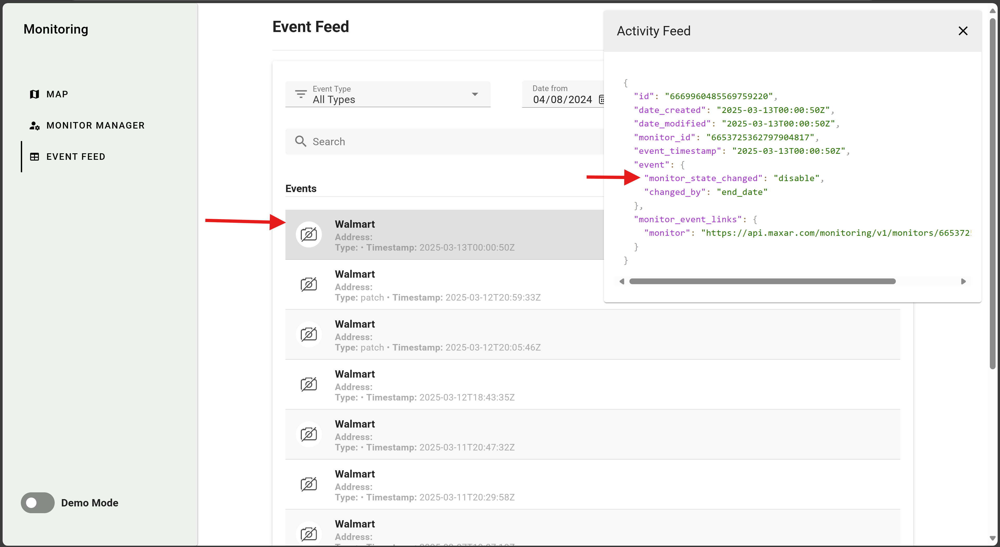 Monitoring
MAP
MONITOR MANAGER
EVENT FEED
Demo Mode
Event Feed
Event Type
All Types
Date from
04/08/2024
Search
Events
Walmart
Address:
Type: • Timestamp: 2025-03-13T00:00:50Z
Walmart
Address:
Type: patch • Timestamp: 2025-03-12T20:59:33Z
Walmart
Address:
Type: patch • Timestamp: 2025-03-12T20:05:46Z
Walmart
Address:
Type: • Timestamp: 2025-03-12T18:43:35Z
Walmart
Address:
Type: • Timestamp: 2025-03-11T20:47:32Z
Walmart
Address:
Type: • Timestamp: 2025-03-11T20:29:58Z
Walmart
Address:
Activity Feed
{
"id": "6669960485569759220",
"date_created": "2025-03-13T00:00:50Z",
"date_modified": "2025-03-13T00:00:50Z",
"monitor_id": "6653725362797904817",
"event_timestamp": "2025-03-13T00:00:50Z",
"event": {
"monitor_state_changed": "disable",
"changed_by": "end_date"
},
"monitor_event_links": {
"monitor": "https://api.maxar.com/monitoring/v1/monitors/665372
}
}